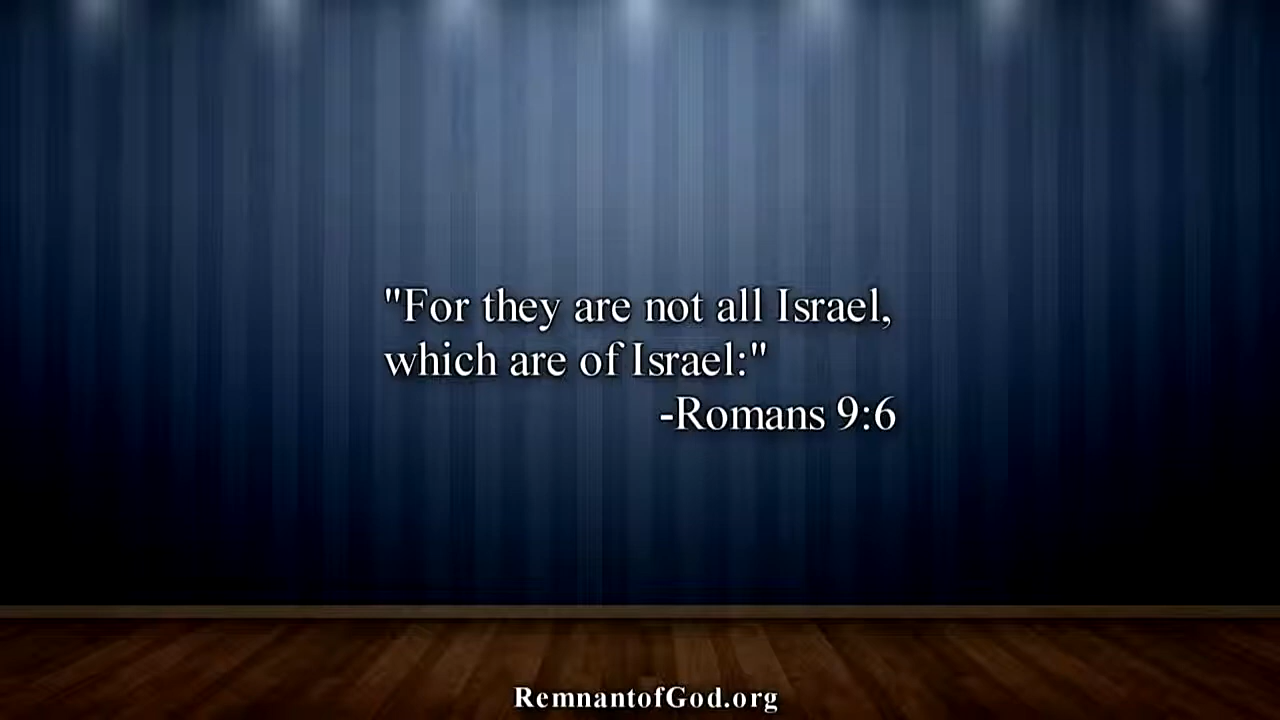 "For they are not all Israel,
which are of Israel:"
-Romans 9:6
RemnantofGod.org